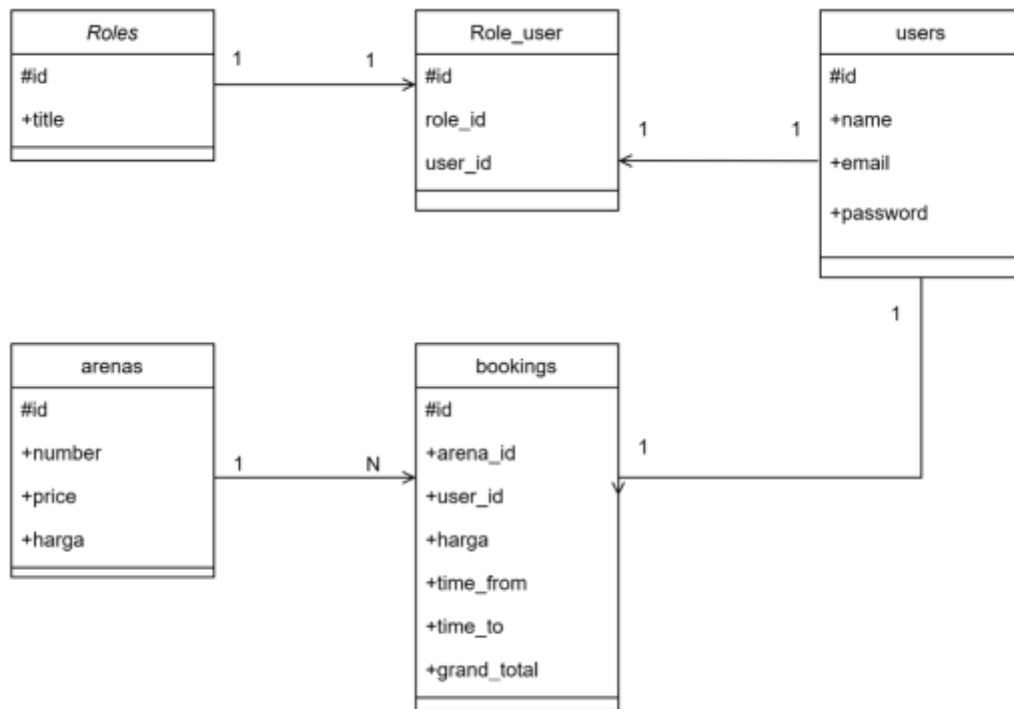 Roles
#id
+title
1
1
Role_user
#id
role_id
user_id
1
1
users
#id
+name
+email
+password
1
arenas
#id
+number
+price
+harga
1
N
bookings
#id
+arena_id
+user_id
+harga
+time_from
+time_to
+grand_total
1